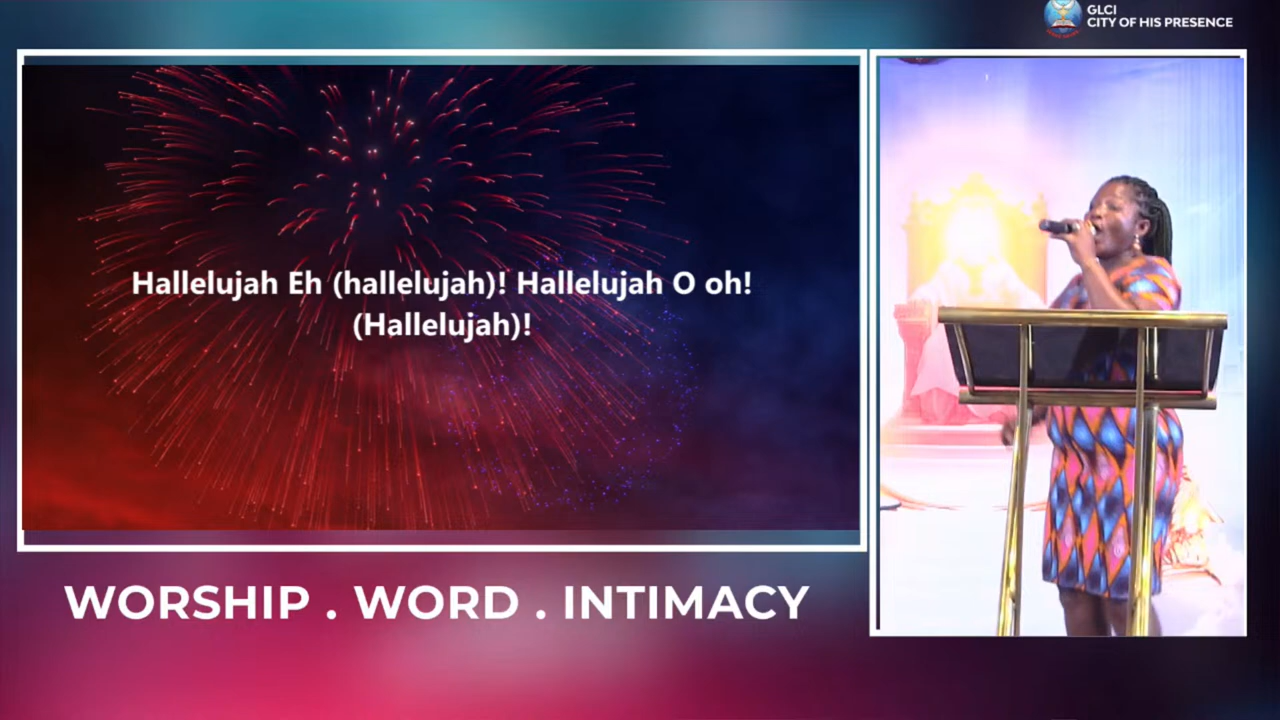 GLCI
CITY OF HIS PRESENCE
Hallelujah Eh (hallelujah)! Hallelujah O oh!
(Hallelujah)!
WORSHIP . WORD . INTIMACY